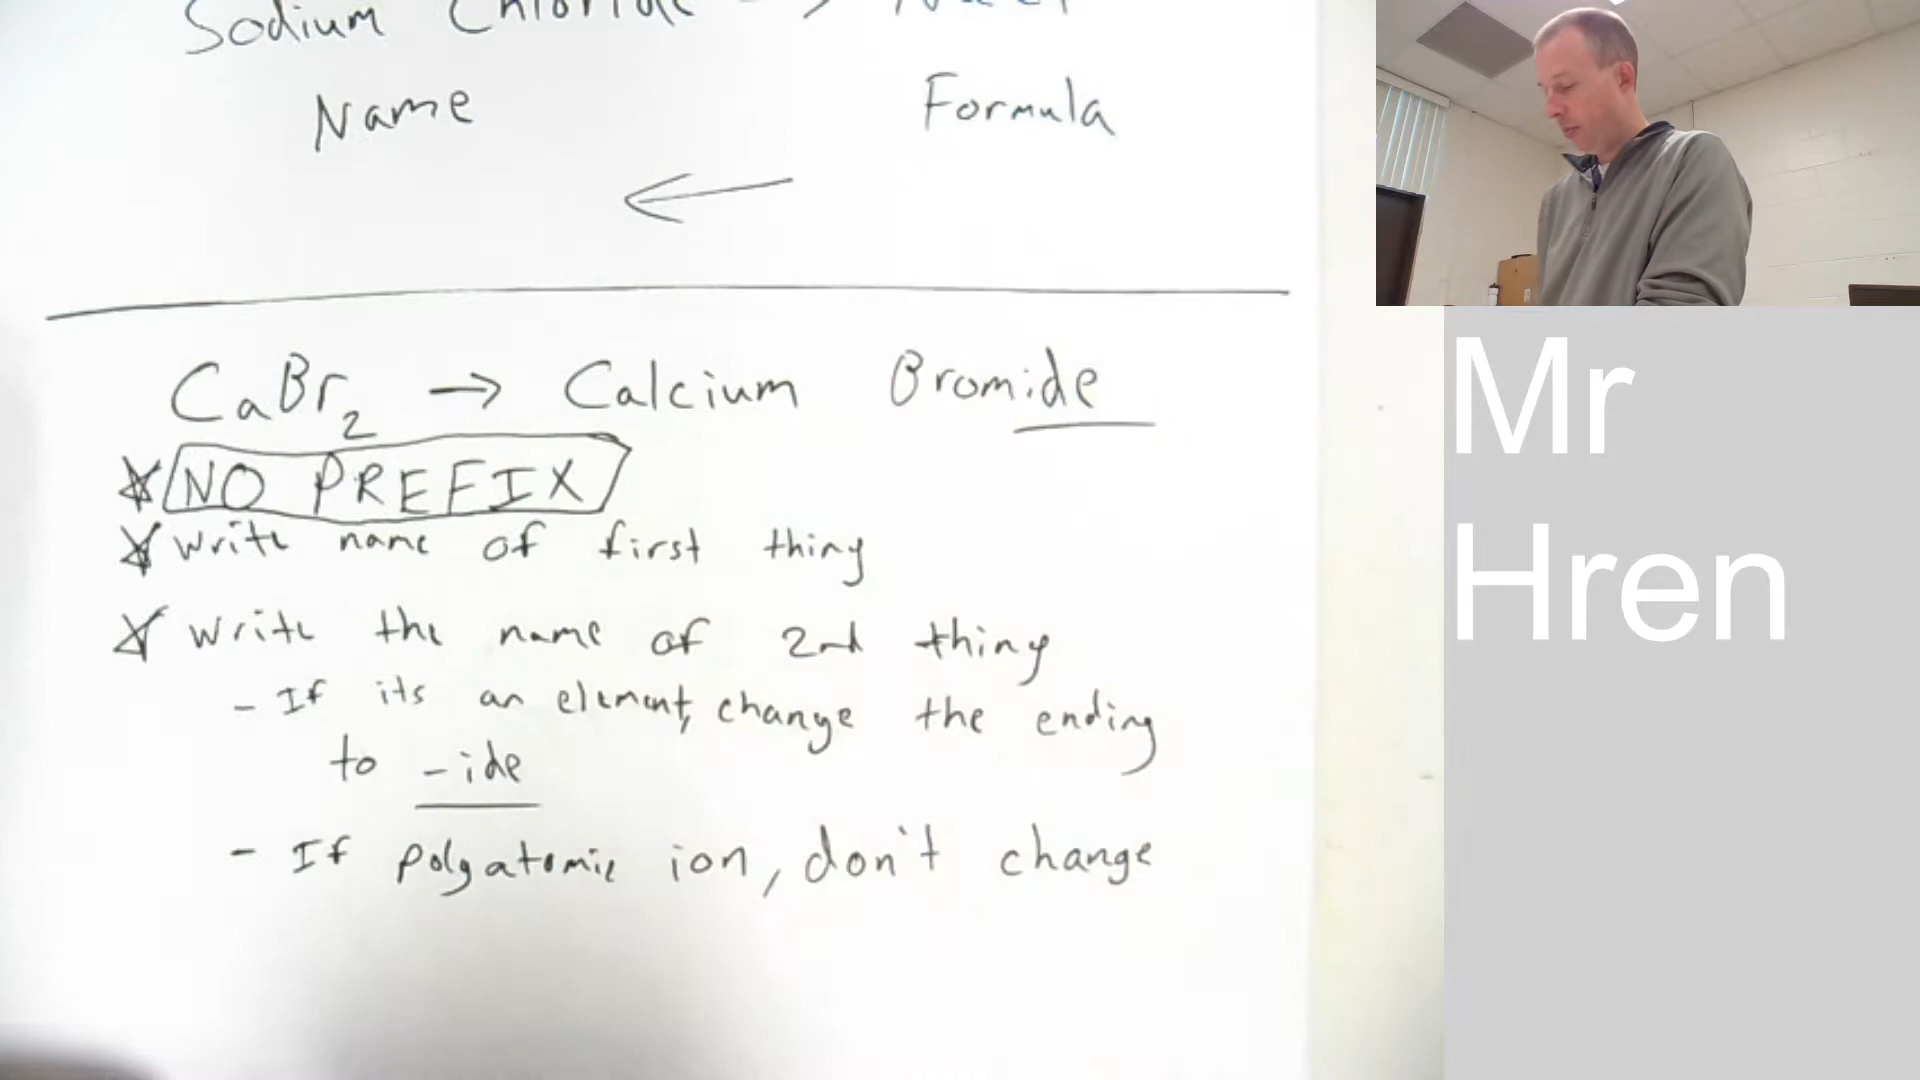 Sodium Chloride → NaCl
Name Formula
←
CaBr₂ → Calcium Bromide
NO PREFIX
Write name of first thing
Write the name of 2nd thing
- If its an element, change the ending
to -ide
- If polyatomic ion, don't change
Mr
Hren